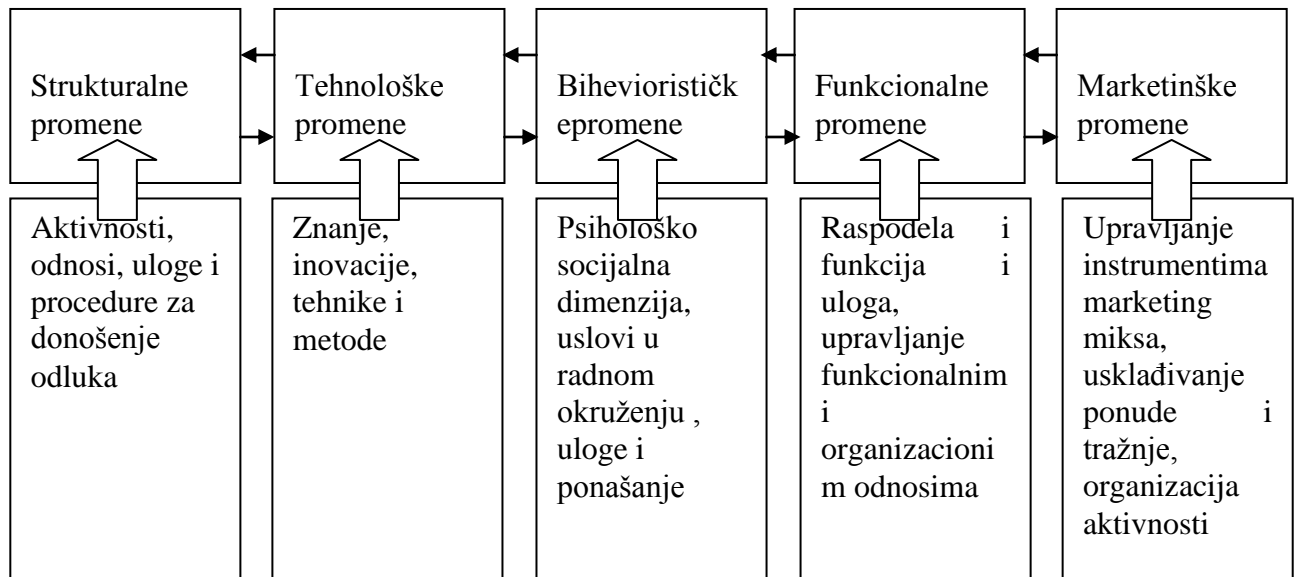 Strukturalne
promene
Tehnološke
promene
Biheviorističk
epromene
Funkcionalne
promene
Marketinške
promene
Aktivnosti,
odnosi, uloge i
procedure za
donošenje
odluka
Znanje,
inovacije,
tehnike i
metode
Psihološko
socijalna
dimenzija,
uslovi u
radnom
okruženju ,
uloge i
ponašanje
Raspodela i
funkcija i
uloga,
upravljanje
funkcionalnim
i
organizacioni
m odnosima
Upravljanje
instrumentima
marketing
miksa,
usklađivanje
ponude i
tražnje,
organizacija
aktivnosti